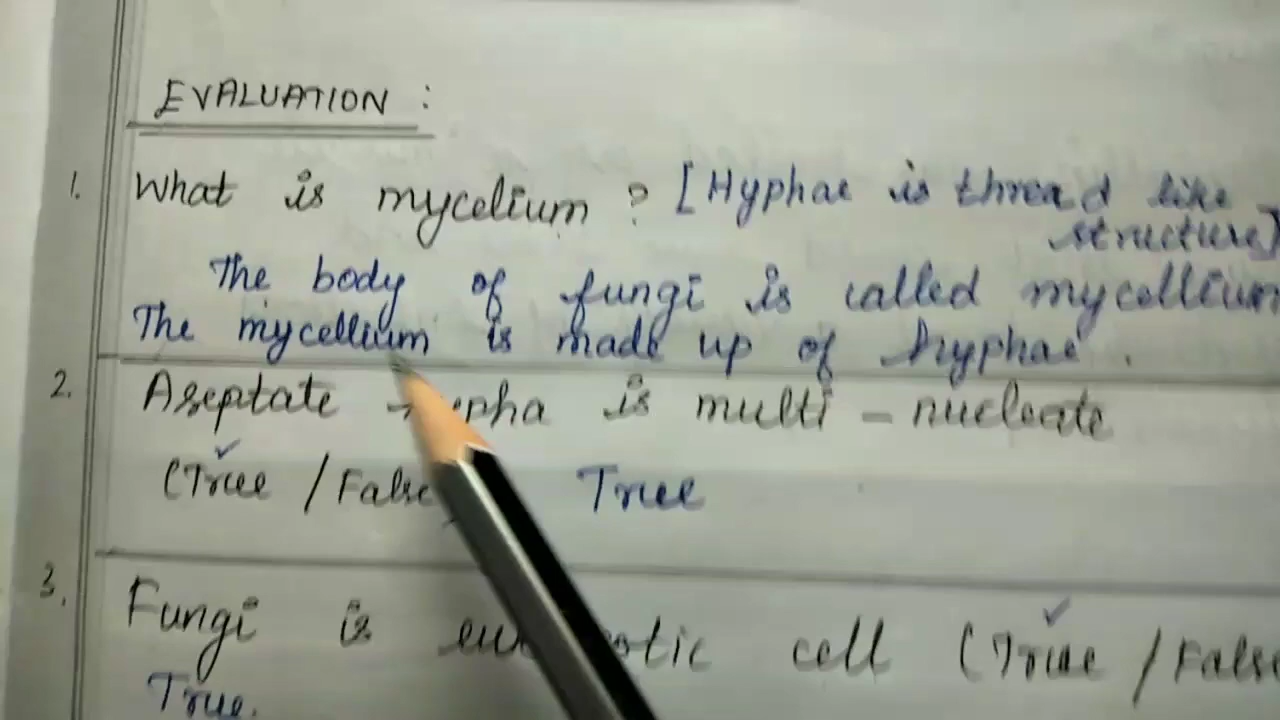 EVALUATION :
1. What is mycelium ? [Hyphae is thread like
structure]
The body of fungi is called mycellium
The mycellium is made up of hyphae .
2. Aseptate is multi - nucleate
(True / False True
3. Fungi is cell (True / False
True.